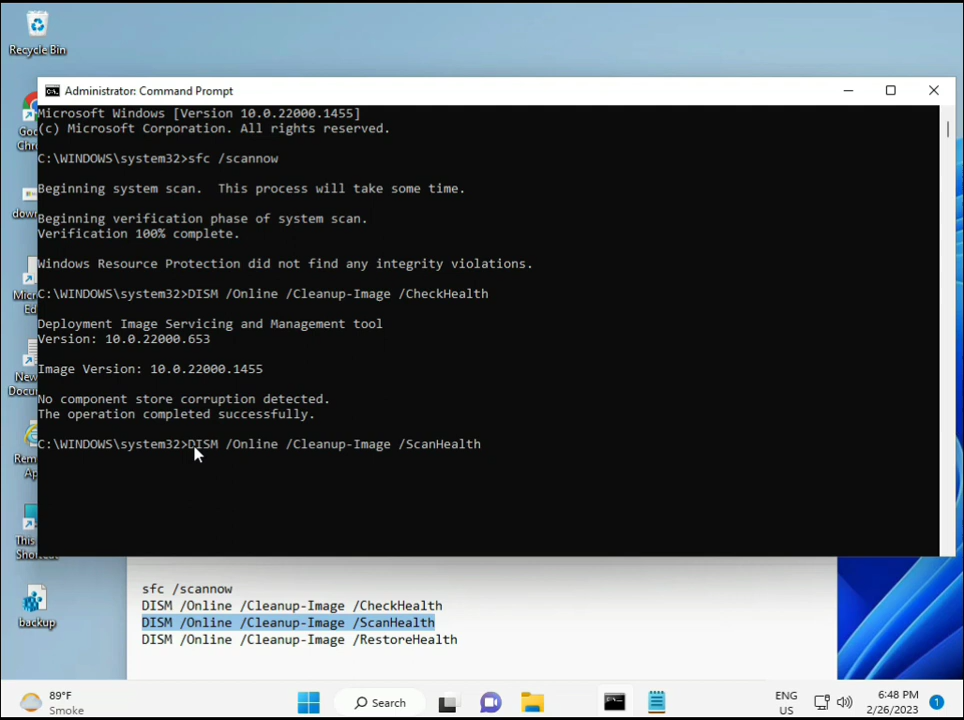 Recycle Bin
Administrator: Command Prompt
Microsoft Windows [Version 10.0.22000.1455]
(c) Microsoft Corporation. All rights reserved.
C:\WINDOWS\system32>sfc /scannow
Beginning system scan.  This process will take some time.
Beginning verification phase of system scan.
Verification 100% complete.
Windows Resource Protection did not find any integrity violations.
C:\WINDOWS\system32>DISM /Online /Cleanup-Image /CheckHealth
Deployment Image Servicing and Management tool
Version: 10.0.22000.653
Image Version: 10.0.22000.1455
No component store corruption detected.
The operation completed successfully.
C:\WINDOWS\system32>DISM /Online /Cleanup-Image /ScanHealth
sfc /scannow
DISM /Online /Cleanup-Image /CheckHealth
DISM /Online /Cleanup-Image /ScanHealth
DISM /Online /Cleanup-Image /RestoreHealth
backup
89°F
Smoke
Search
ENG
US
6:48 PM
2/26/2023
1